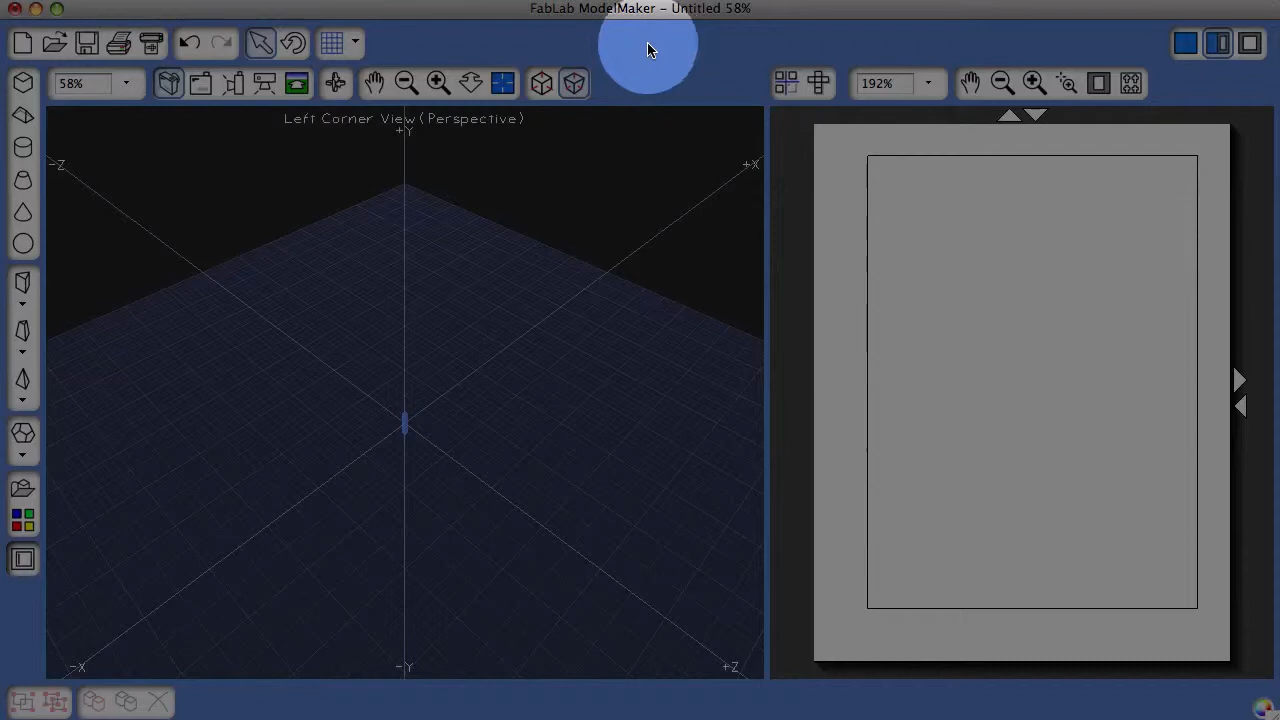 FabLab ModelMaker - Untitled 58%
58%
192%
Left Corner View (Perspective)
+Y
-Z
+X
-X
-Y
+Z